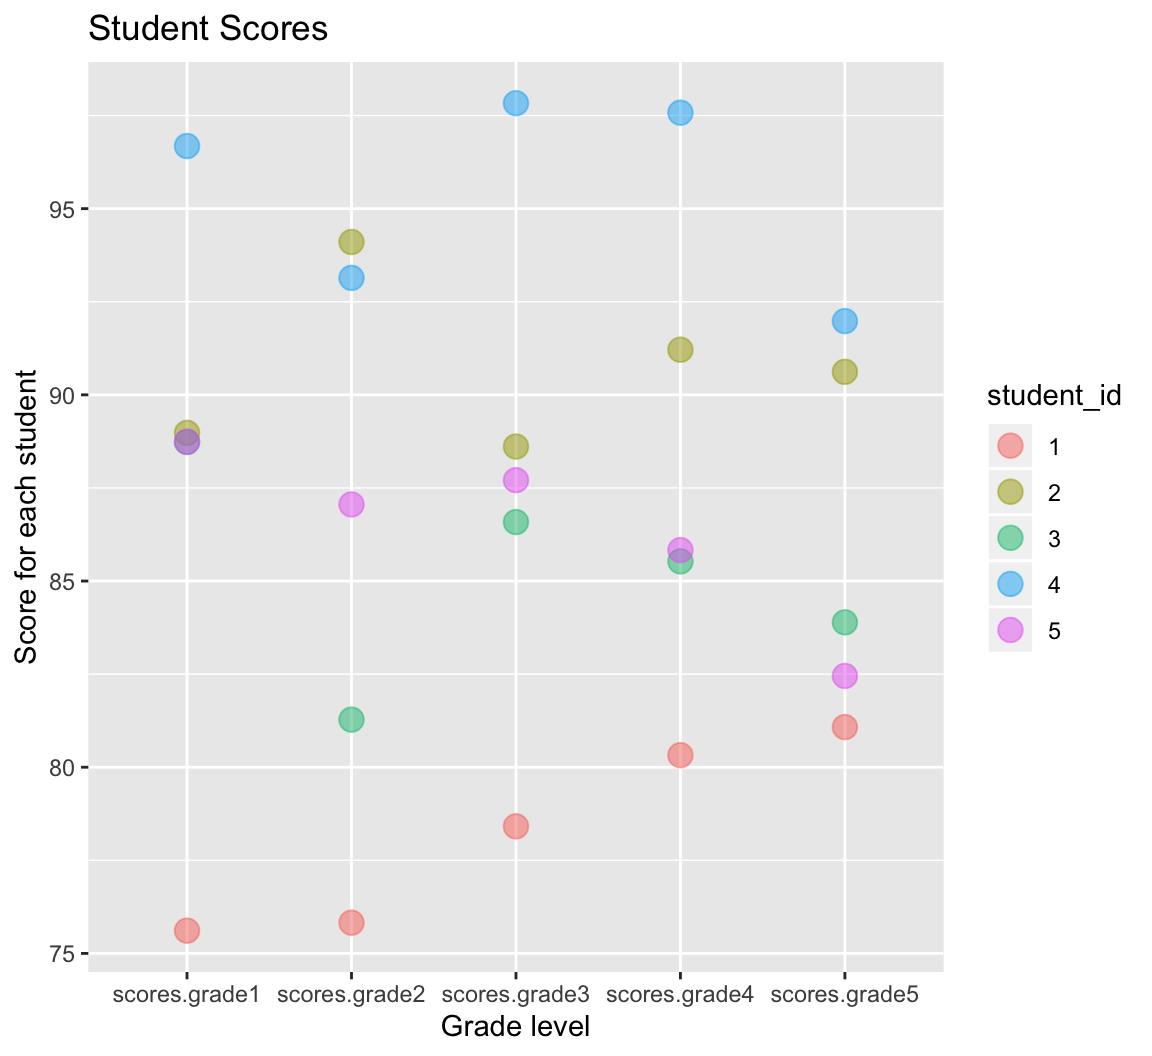 Student Scores
Score for each student
95
90
85
80
75
scores.grade1 scores.grade2 scores.grade3 scores.grade4 scores.grade5
Grade level
student_id
1
2
3
4
5